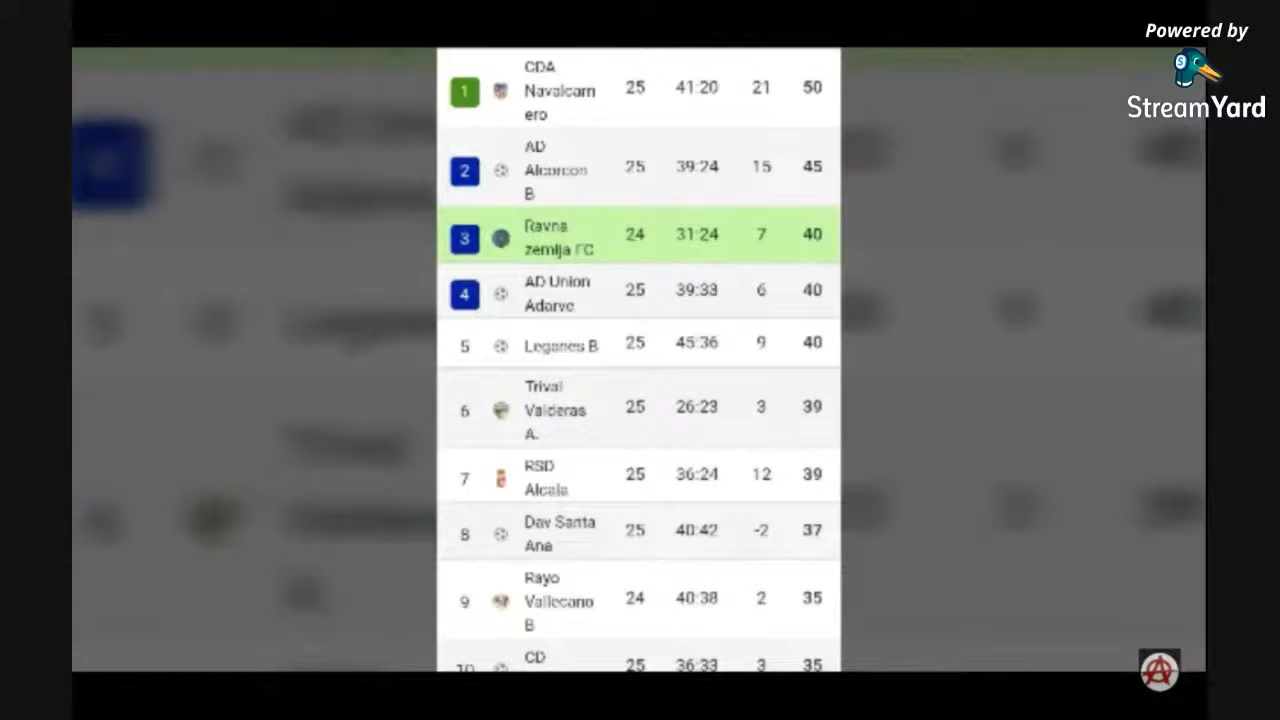 Powered by
StreamYard
CDA
1 Navalcarn 25 41:20 21 50
ero
AD
2 Alcorcon 25 39:24 15 45
B
3 Ravna 24 31:24 7 40
zemlja FC
4 AD Union 25 39:33 6 40
Adarve
5 Leganes B 25 45:36 9 40
Trival
6 Valderas 25 26:23 3 39
A.
7 RSD 25 36:24 12 39
Alcala
8 Dav Santa 25 40:42 -2 37
Ana
Rayo
9 Vallecano 24 40:38 2 35
B
10 CD 25 36:33 3 35